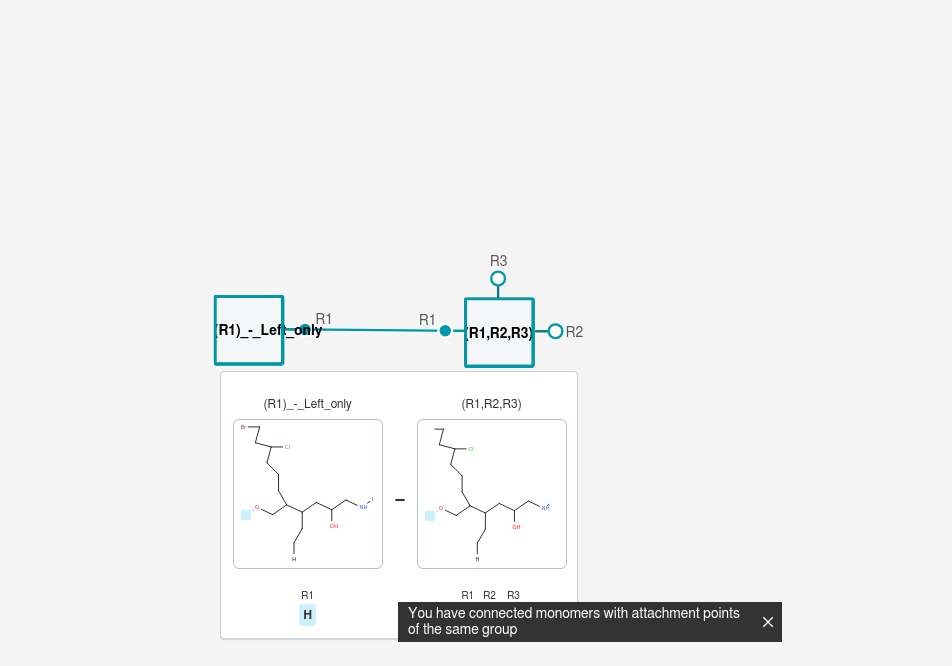 R3
R1
R1
(R1)_-_Left_only
(R1,R2,R3)
R2
(R1)_-_Left_only
(R1,R2,R3)
Br
Cl
O
NH
I
OH
H
Cl
O
NH
OH
H
R1
R1 R2 R3
H
You have connected monomers with attachment points
of the same group